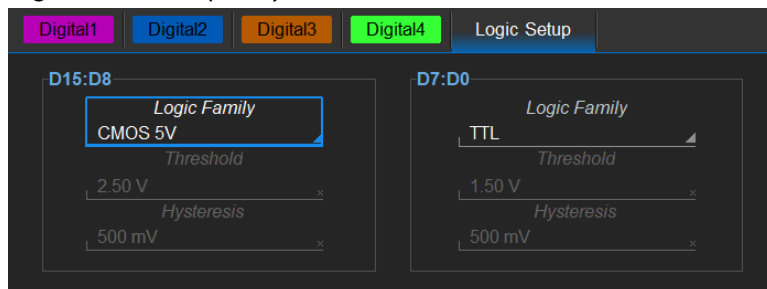 Digital1 Digital2 Digital3 Digital4 Logic Setup
D15:D8
Logic Family
CMOS 5V
Threshold
2.50 V
Hysteresis
500 mV
D7:D0
Logic Family
TTL
Threshold
1.50 V
Hysteresis
500 mV